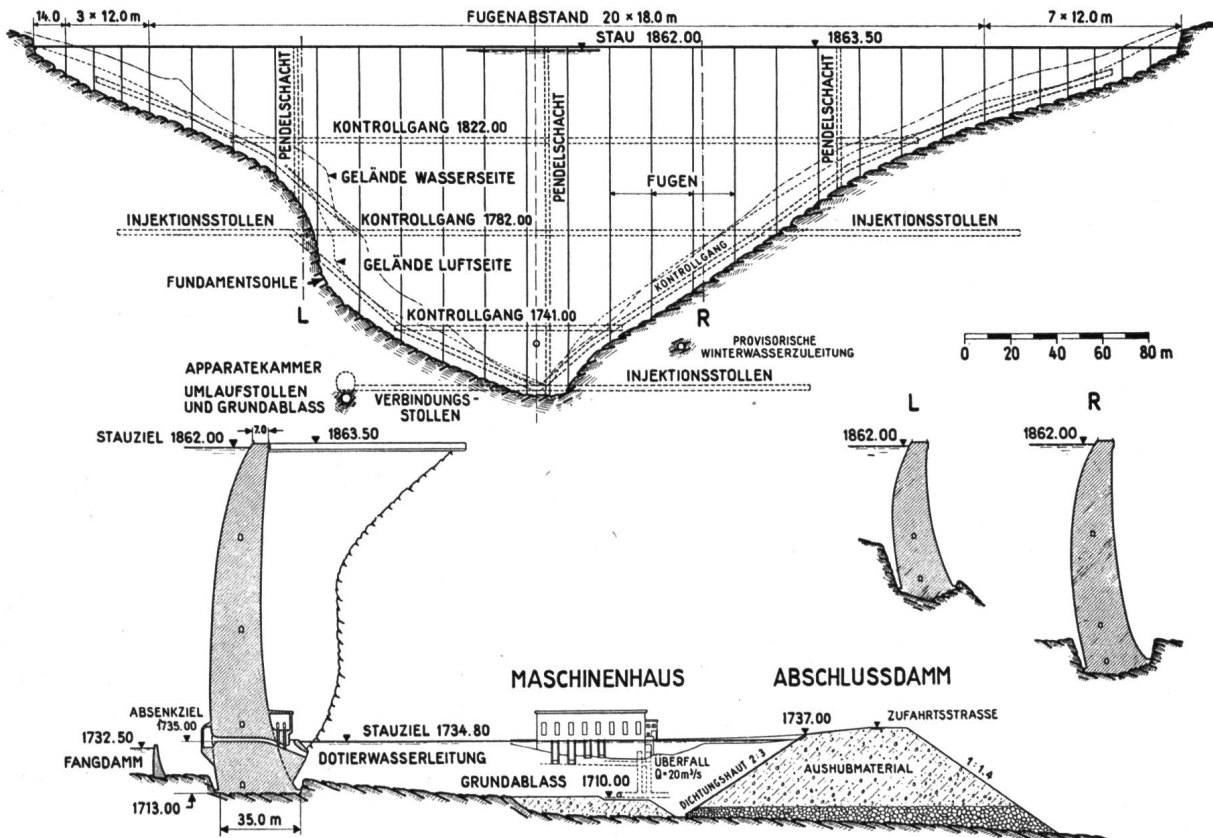 14.0
3 × 12.0 m
FUGENABSTAND 20 × 18.0 m
7 × 12.0 m
STAU 1862.00
1863.50
PENDELSCHACHT
PENDELSCHACHT
PENDELSCHACHT
KONTROLLGANG 1822.00
GELÄNDE WASSERSEITE
FUGEN
INJEKTIONSSTOLLEN
KONTROLLGANG 1782.00
INJEKTIONSSTOLLEN
GELÄNDE LUFTSEITE
KONTROLLGANG
FUNDAMENTSOHLE
L
KONTROLLGANG 1741.00
R
PROVISORISCHE
WINTERWASSERZULEITUNG
0 20 40 60 80 m
APPARATEKAMMER
UMLAUFSTOLLEN
UND GRUNDABLASS
VERBINDUNGS-
STOLLEN
INJEKTIONSSTOLLEN
L
R
STAUZIEL 1862.00
7.0
1863.50
1862.00
1862.00
MASCHINENHAUS
ABSCHLUSSDAMM
ABSENKZIEL
1735.00
1732.50
FANGDAMM
STAUZIEL 1734.80
DOTIERWASSERLEITUNG
1737.00
ZUFAHRTSSTRASSE
ÜBERFALL
Q=20m³/s
GRUNDABLASS
1710.00
DICHTUNGSHAUT 2:3
AUSHUBMATERIAL
1:1.4
1713.00
35.0 m